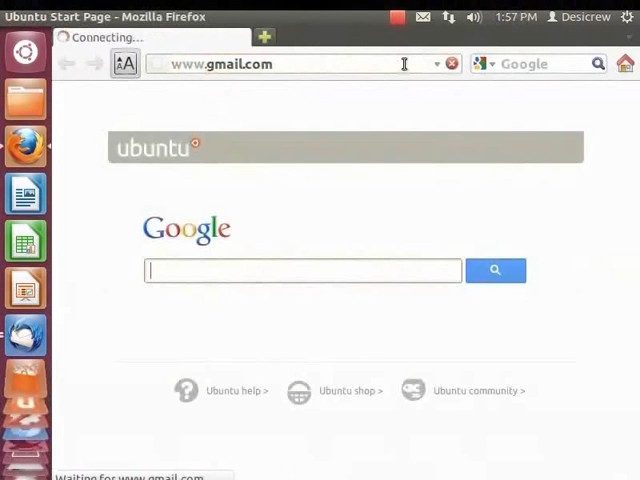 Ubuntu Start Page - Mozilla Firefox
1:57 PM
Desicrew
Connecting...
www.gmail.com
Google
ubuntu
Google
Ubuntu help >
Ubuntu shop >
Ubuntu community >
Waiting for www.gmail.com